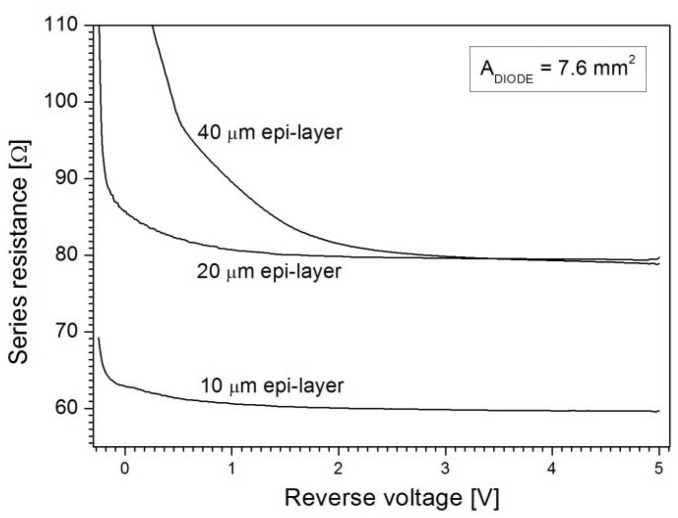 110
100
90
80
70
60
Series resistance [Ω]
A_DIODE = 7.6 mm²
40 μm epi-layer
20 μm epi-layer
10 μm epi-layer
0 1 2 3 4 5
Reverse voltage [V]